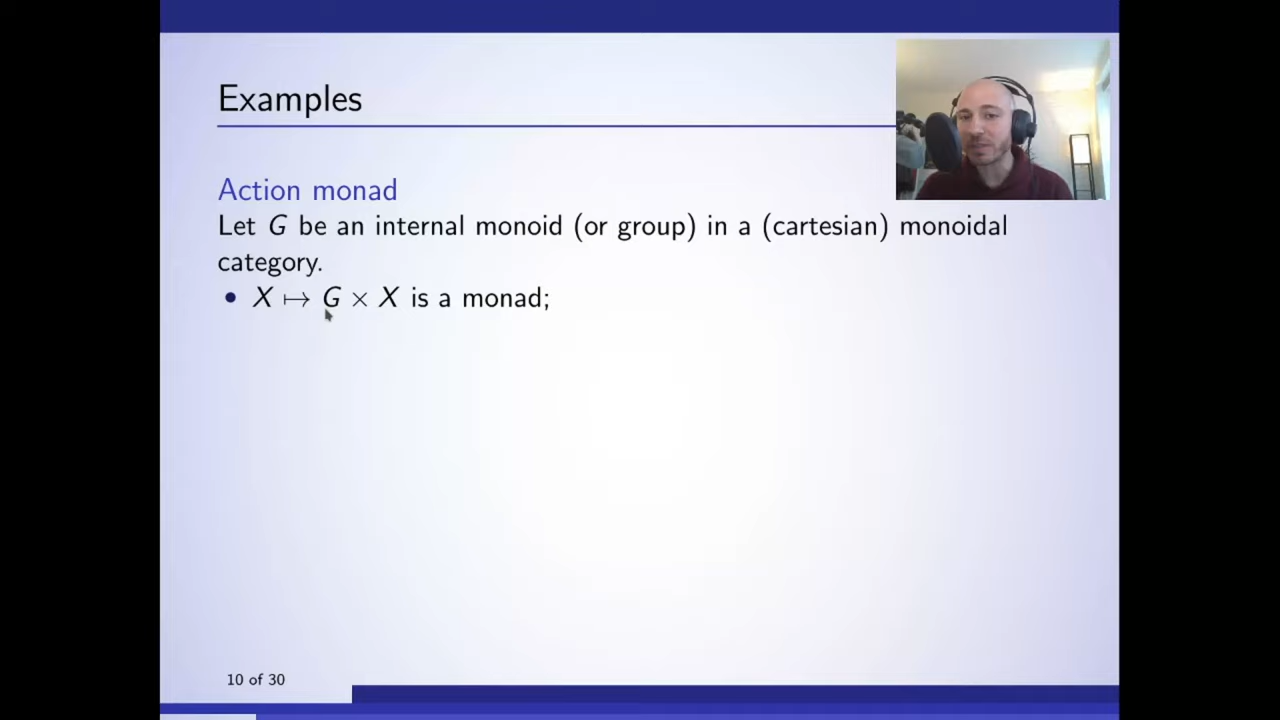 Examples
Action monad
Let G be an internal monoid (or group) in a (cartesian) monoidal
category.
• X ↦ G × X is a monad;
10 of 30